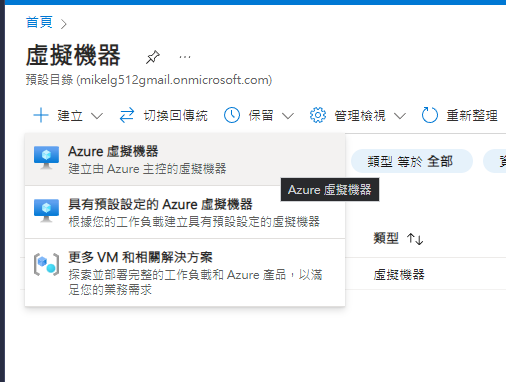 首頁 >
虛擬機器
預設目錄 (mikelg512gmail.onmicrosoft.com)
建立 切換回傳統 保留 管理檢視 重新整理
Azure 虛擬機器
建立由 Azure 主控的虛擬機器
類型 等於 全部
Azure 虛擬機器
具有預設設定的 Azure 虛擬機器
根據您的工作負載建立具有預設設定的虛擬機器
類型 ↑↓
更多 VM 和相關解決方案
探索並部署完整的工作負載和 Azure 產品，以滿
足您的業務需求
虛擬機器